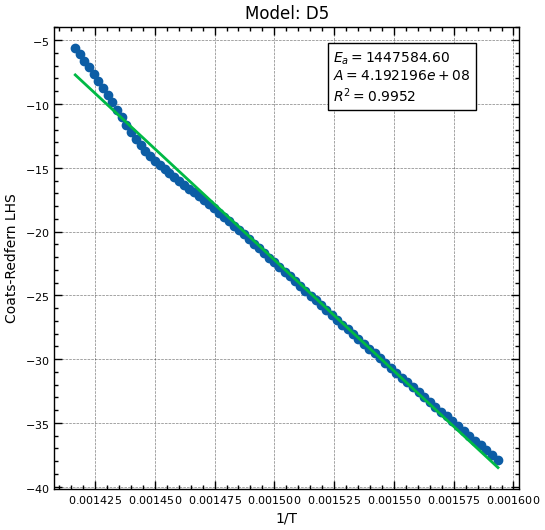 Model: D5
E_a = 1447584.60
A = 4.192196e + 08
R^2 = 0.9952
Coats-Redfern LHS
−5
−10
−15
−20
−25
−30
−35
−40
0.001425 0.001450 0.001475 0.001500 0.001525 0.001550 0.001575 0.001600
1/T